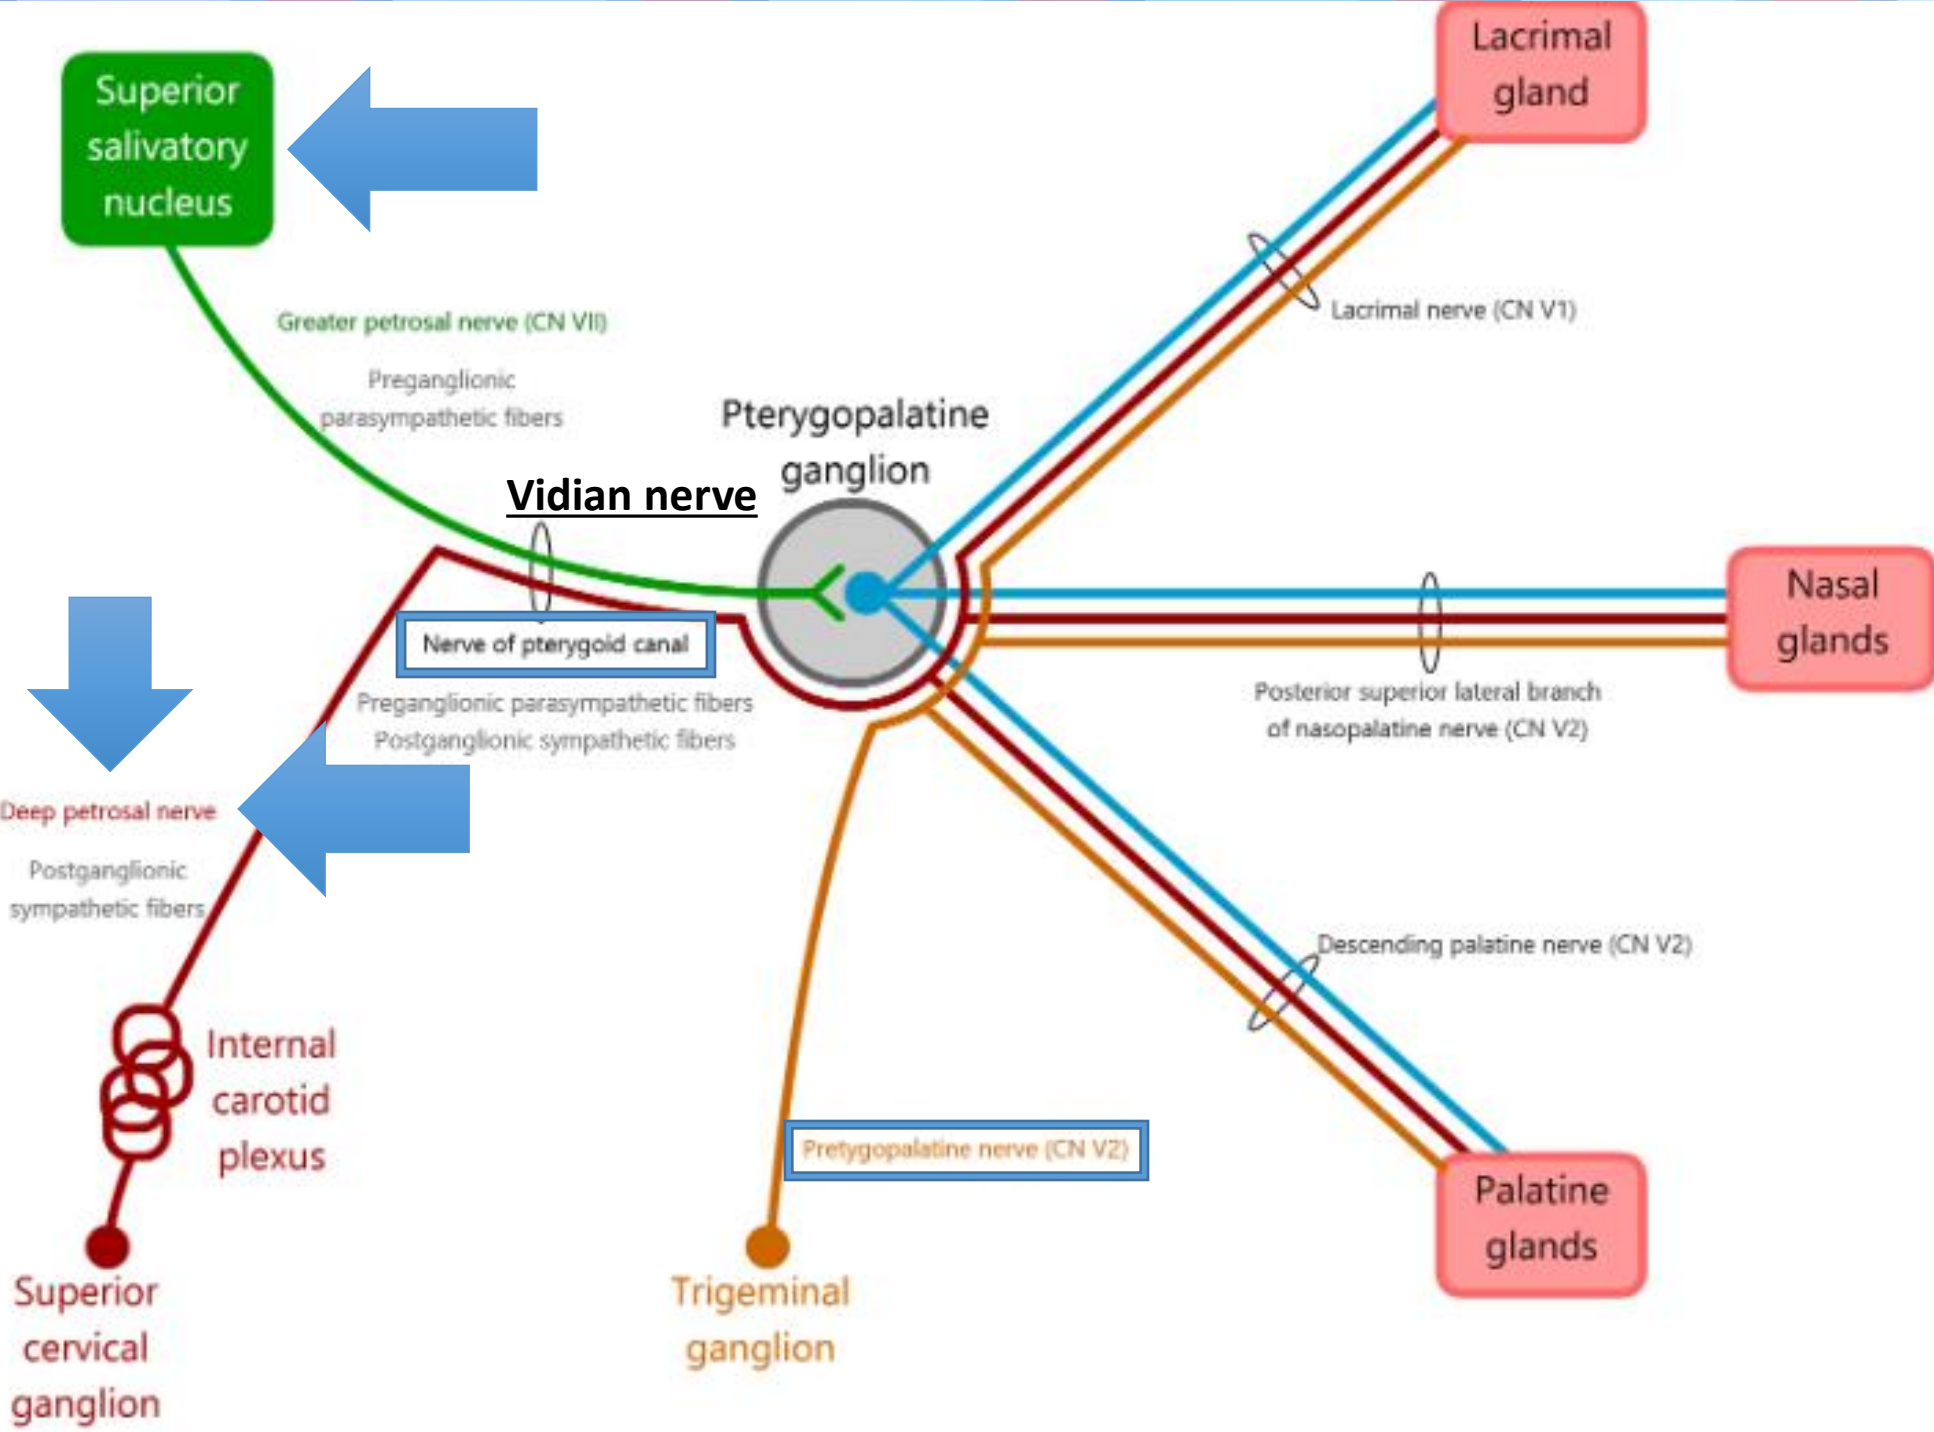 Superior
salivatory
nucleus
Lacrimal
gland
Greater petrosal nerve (CN VII)
Preganglionic
parasympathetic fibers
Lacrimal nerve (CN V1)
Pterygopalatine
ganglion
Vidian nerve
Nerve of pterygoid canal
Preganglionic parasympathetic fibers
Postganglionic sympathetic fibers
Nasal
glands
Posterior superior lateral branch
of nasopalatine nerve (CN V2)
Deep petrosal nerve
Postganglionic
sympathetic fibers
Descending palatine nerve (CN V2)
Internal
carotid
plexus
Pretygopalatine nerve (CN V2)
Palatine
glands
Superior
cervical
ganglion
Trigeminal
ganglion